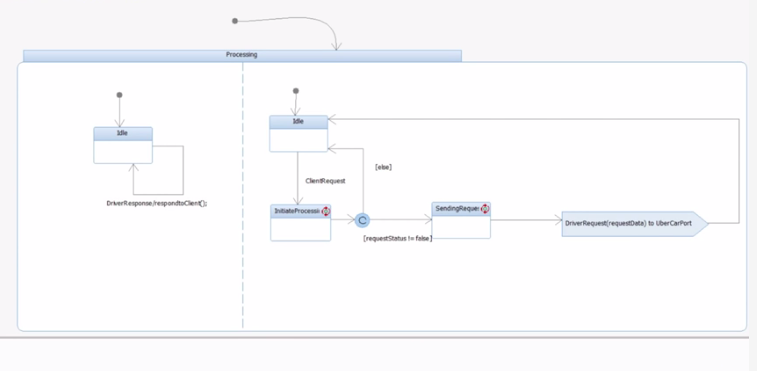 Processing
Idle
DriverResponse/respondtoClient();
Idle
[else]
ClientRequest
InitiateProcessi
C
[requestStatus != false]
SendingReque
DriverRequest(requestData) to UberCarPort